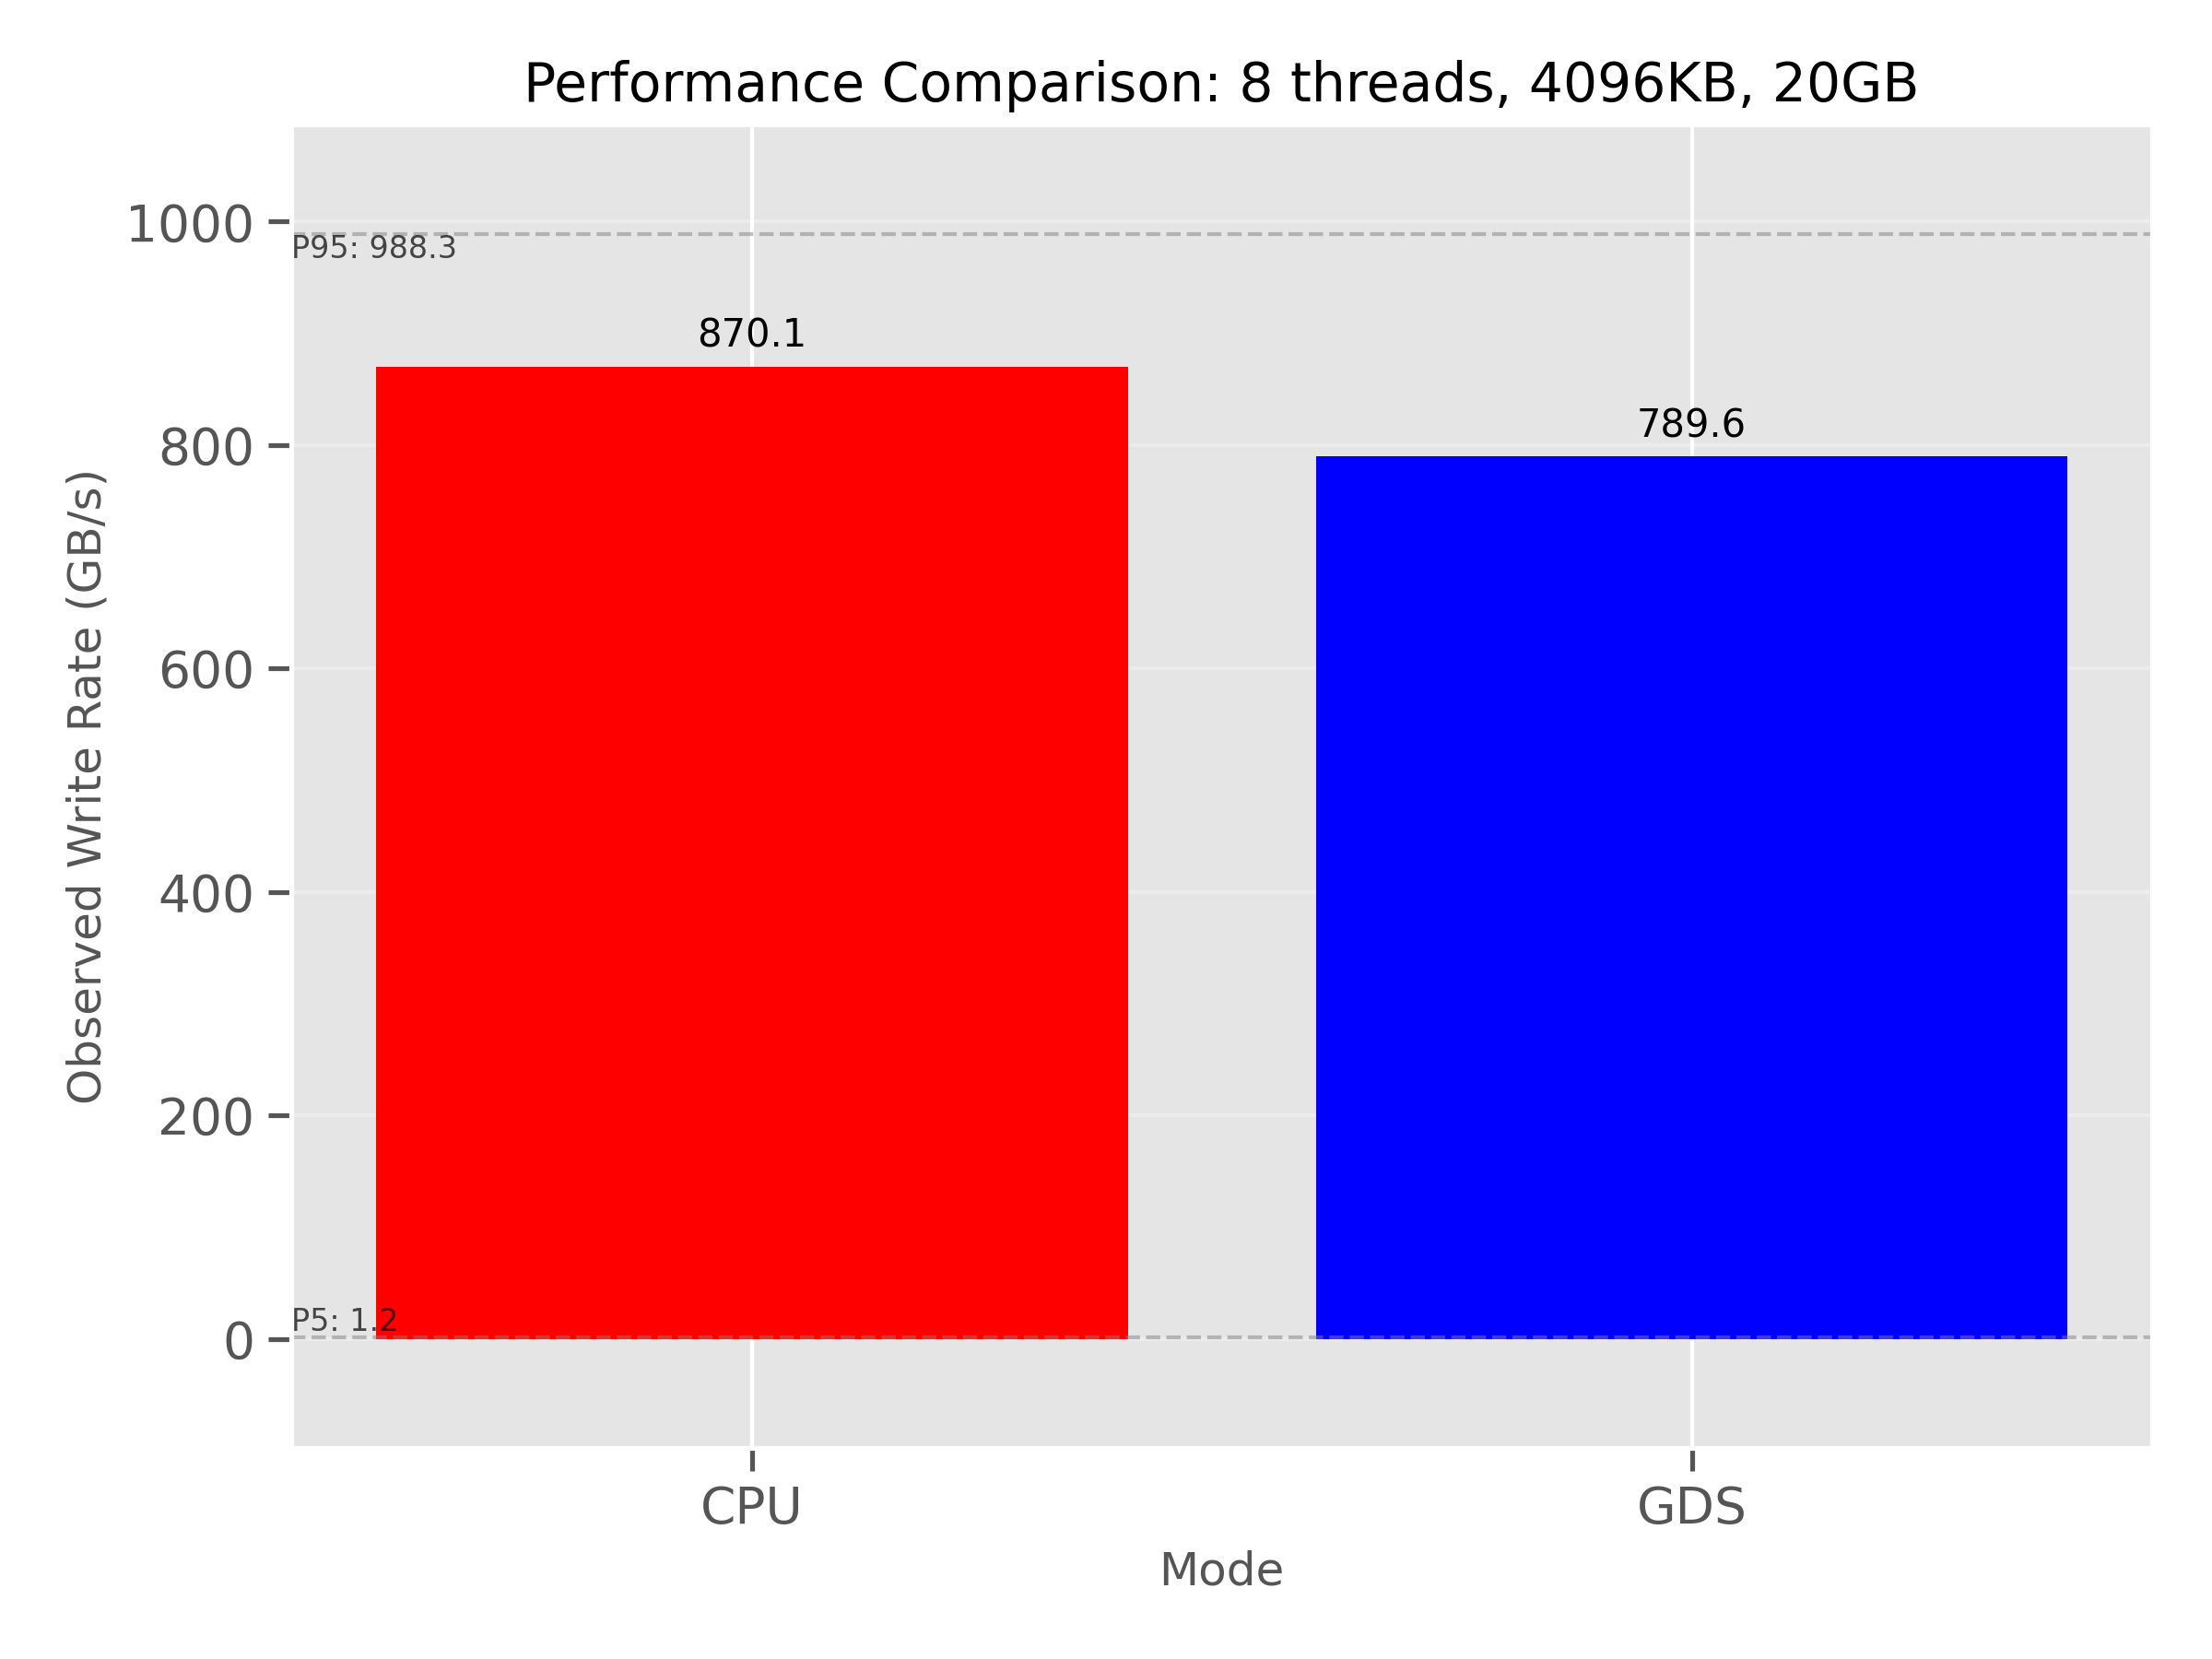 Performance Comparison: 8 threads, 4096KB, 20GB
Observed Write Rate (GB/s)
1000
P95: 988.3
870.1
789.6
800
600
400
200
P5: 1.2
0
CPU
GDS
Mode